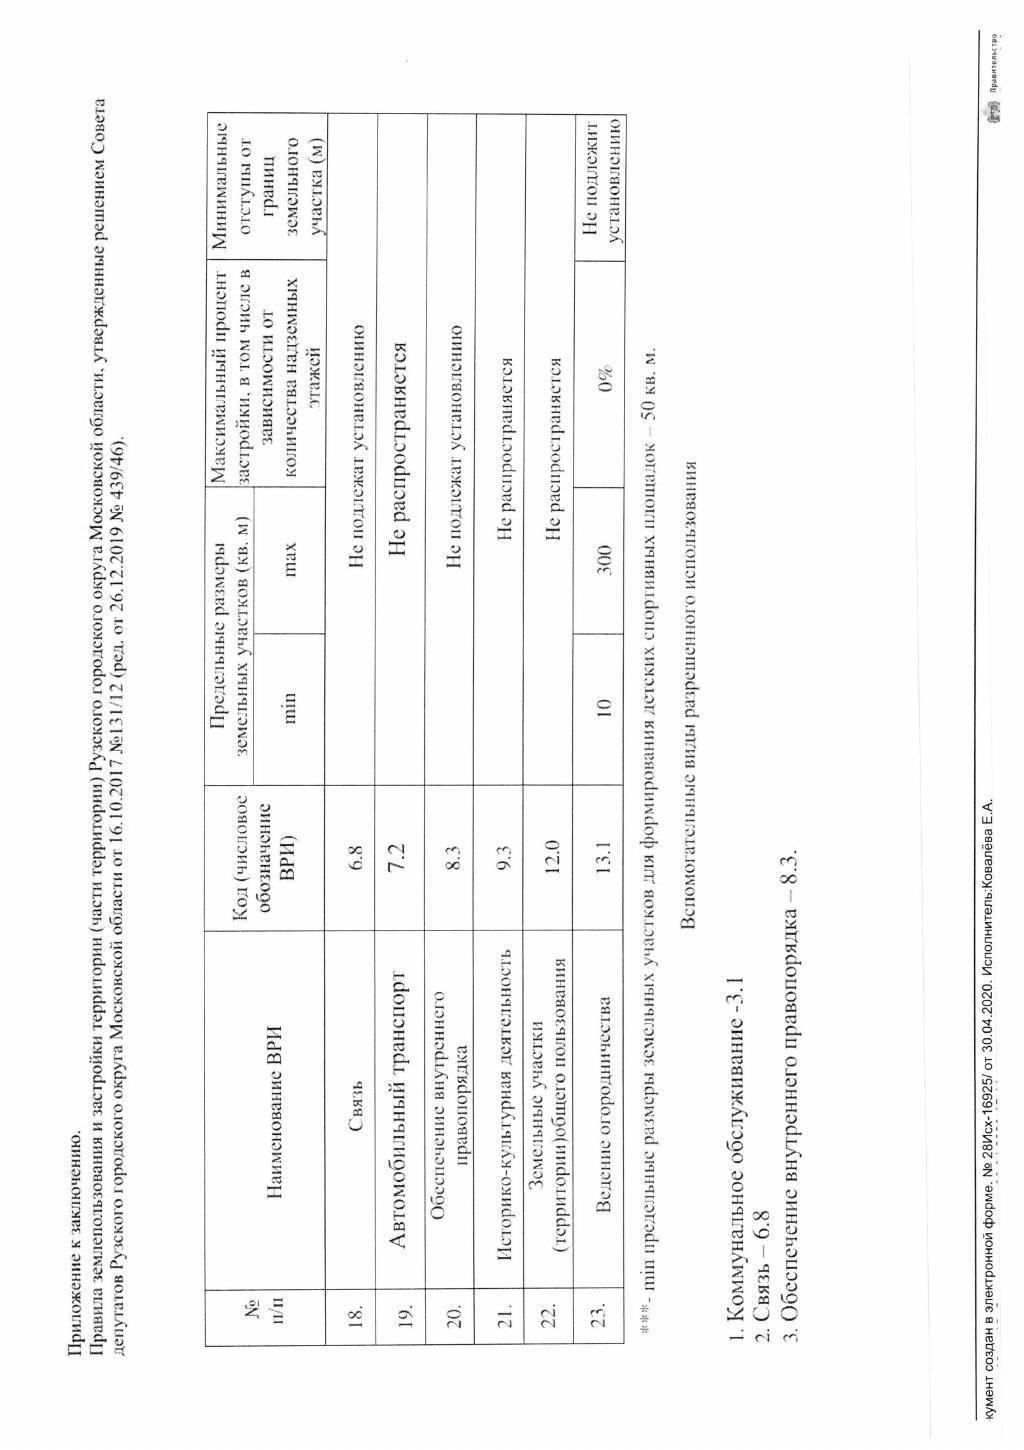 Приложение к заключению.
Правила землепользования и застройки территории (части территории) Рузского городского округа Московской области, утвержденные решением Совета
депутатов Рузского городского округа Московской области от 16.10.2017 №131/12 (ред. от 26.12.2019 № 439/46).
№ п/п
Наименование ВРИ
Код (числовое обозначение ВРИ)
Предельные размеры земельных участков (кв. м)
min
max
Максимальный процент застройки, в том числе в зависимости от количества надземных этажей
Минимальные отступы от границ земельного участка (м)
18. Связь 6.8 Не подлежат установлению
19. Автомобильный транспорт 7.2 Не распространяется
20. Обеспечение внутреннего правопорядка 8.3 Не подлежат установлению
21. Историко-культурная деятельность 9.3 Не распространяется
22. Земельные участки (территории)общего пользования 12.0 Не распространяется
23. Ведение огородничества 13.1 10 300 0% Не подлежит установлению
***- min предельные размеры земельных участков для формирования детских спортивных площадок – 50 кв. м.
Вспомогательные виды разрешенного использования
1. Коммунальное обслуживание -3.1
2. Связь – 6.8
3. Обеспечение внутреннего правопорядка – 8.3.
кумент создан в электронной форме. № 28Исх-16925/ от 30.04.2020. Исполнитель:Ковалёва Е.А.
Правительство